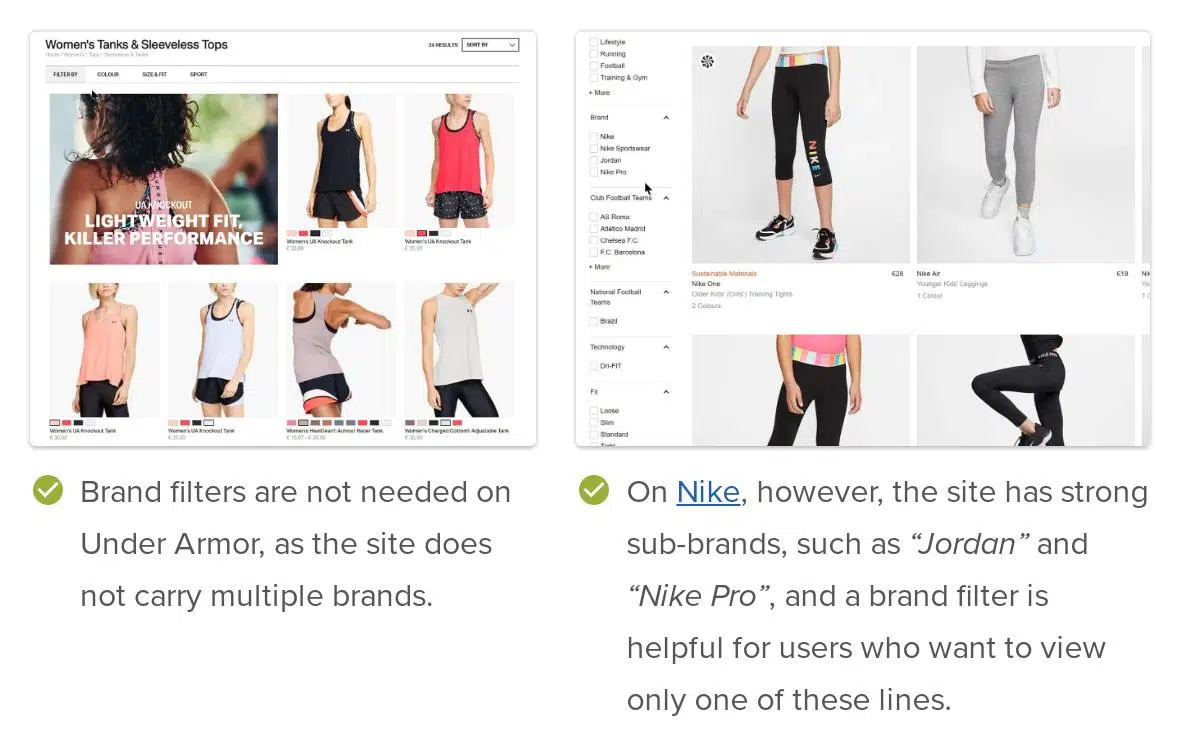 Women's Tanks & Sleeveless Tops
Home / Women's / Tops / Sleeveless & Tanks
34 RESULTS
SORT BY
FILTER BY
COLOUR
SIZE & FIT
SPORT
UA KNOCKOUT
LIGHTWEIGHT FIT,
KILLER PERFORMANCE
Women's UA Knockout Tank
€ 35,00
Women's UA Knockout Tank
€ 35,00
Women's UA Knockout Tank
€ 35,00
Women's UA Knockout Tank
€ 35,00
Women's HeatGear® Armour Racer Tank
Women's Charged Cotton® Adjustable Tank
€ 30,00
Lifestyle
Running
Football
Training & Gym
+ More
Brand
Nike
Nike Sportswear
Jordan
Nike Pro
Club Football Teams
AS Roma
Atlético Madrid
Chelsea F.C.
F.C. Barcelona
+ More
National Football
Teams
Brazil
Technology
Dri-FIT
Fit
Loose
Slim
Standard
Tight
NIKE
Sustainable Materials
€28
Nike One
Older Kids' (Girls') Training Tights
2 Colours
Nike Air
€18
Younger Kids' Leggings
1 Colour
NIKE PRO
Brand filters are not needed on
Under Armor, as the site does
not carry multiple brands.
On Nike, however, the site has strong
sub-brands, such as “Jordan” and
“Nike Pro”, and a brand filter is
helpful for users who want to view
only one of these lines.